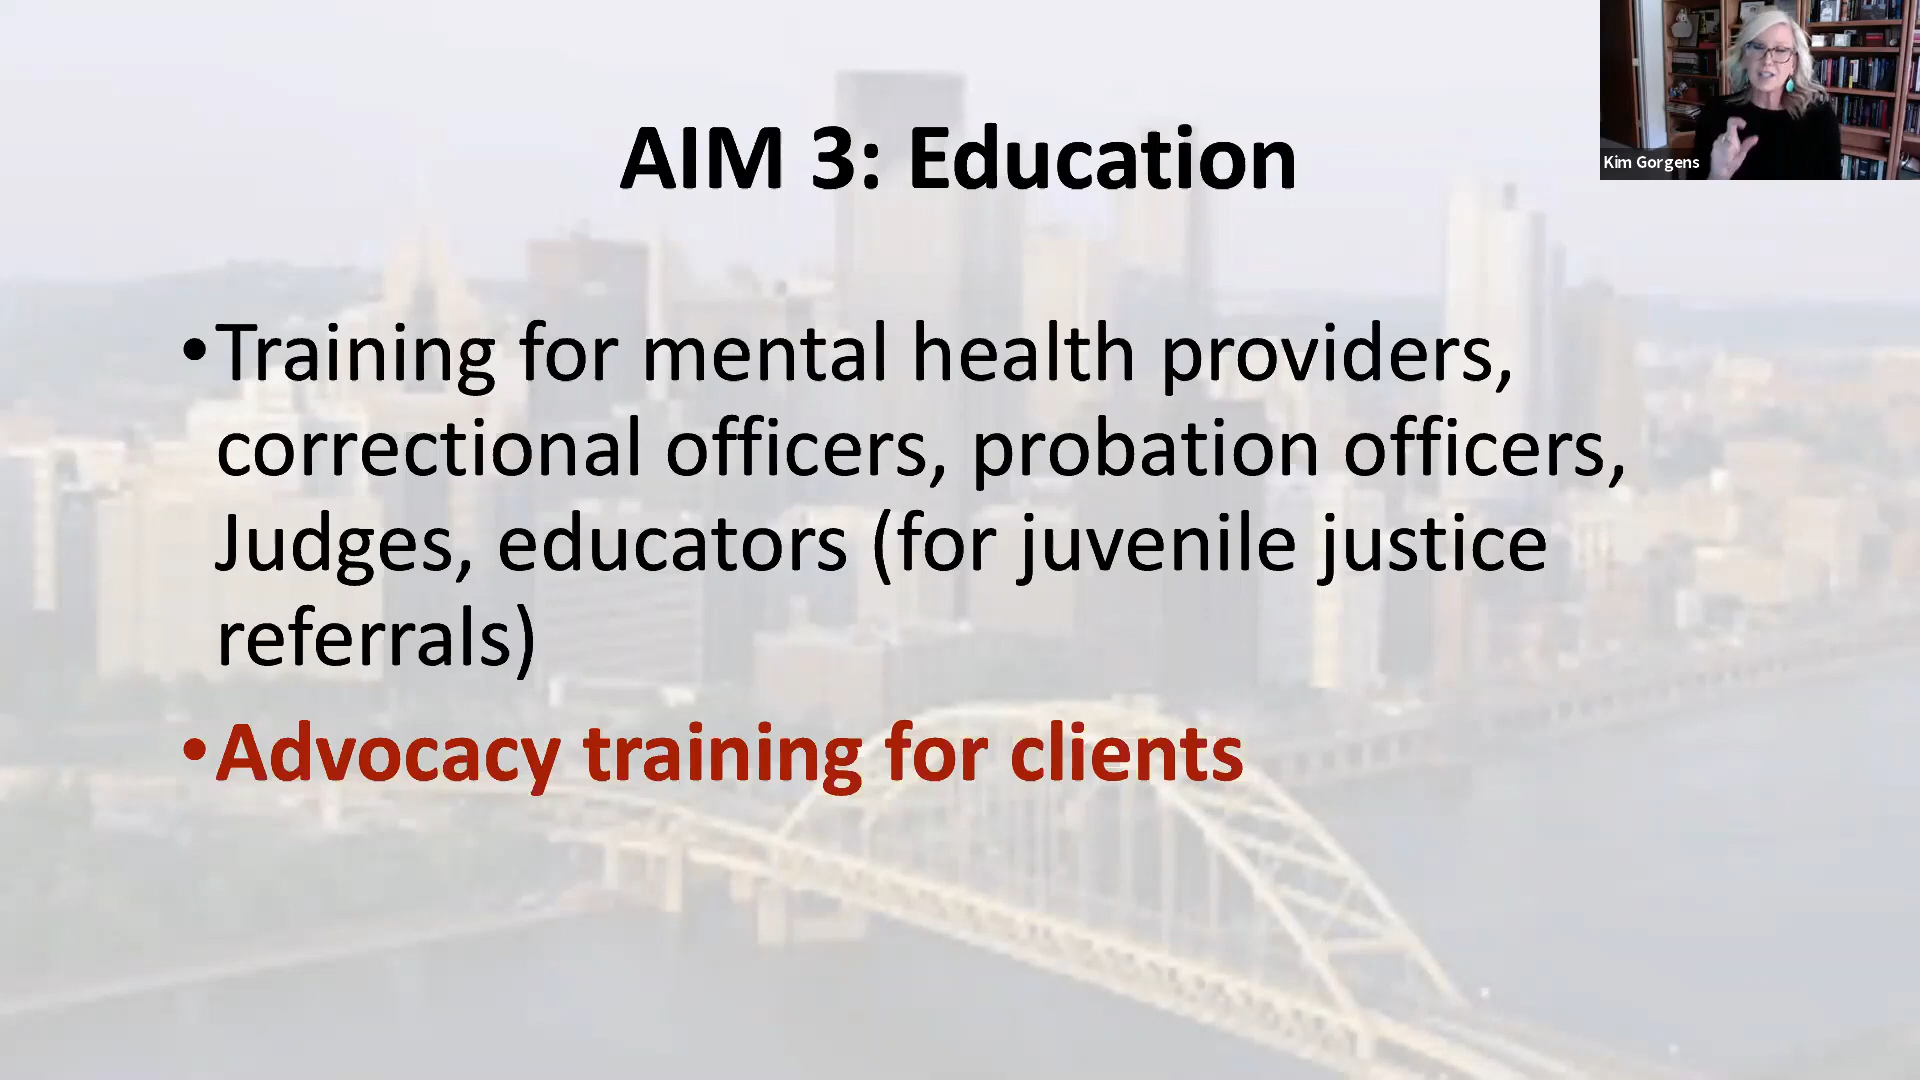 AIM 3: Education
Kim Gorgens
•Training for mental health providers,
correctional officers, probation officers,
Judges, educators (for juvenile justice
referrals)
•Advocacy training for clients